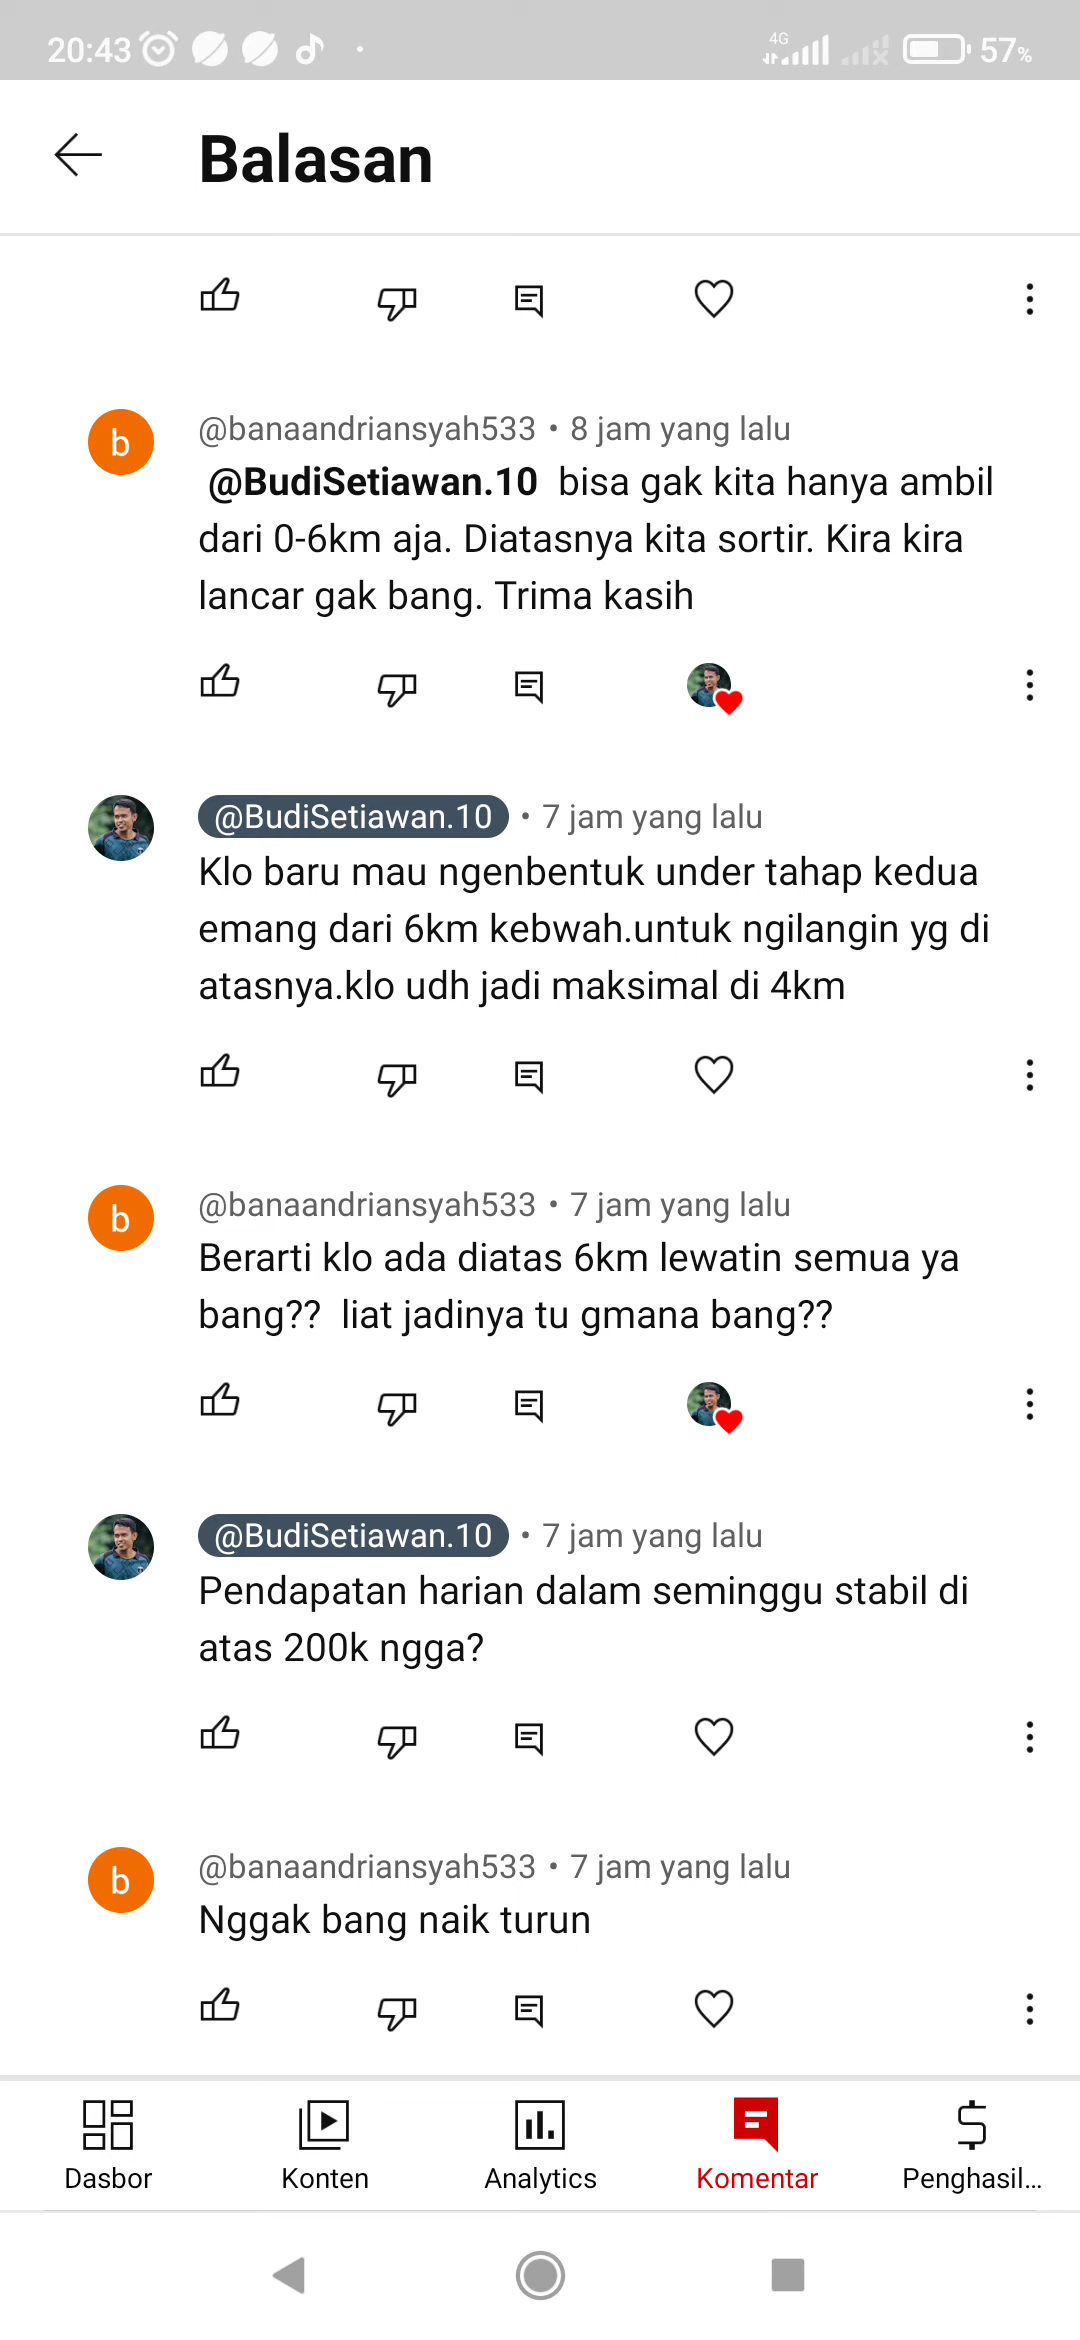 20:43
4G
57%
Balasan
@banaandriansyah533 • 8 jam yang lalu
@BudiSetiawan.10 bisa gak kita hanya ambil
dari 0-6km aja. Diatasnya kita sortir. Kira kira
lancar gak bang. Trima kasih
@BudiSetiawan.10 • 7 jam yang lalu
Klo baru mau ngenbentuk under tahap kedua
emang dari 6km kebwah.untuk ngilangin yg di
atasnya.klo udh jadi maksimal di 4km
@banaandriansyah533 • 7 jam yang lalu
Berarti klo ada diatas 6km lewatin semua ya
bang??  liat jadinya tu gmana bang??
@BudiSetiawan.10 • 7 jam yang lalu
Pendapatan harian dalam seminggu stabil di
atas 200k ngga?
@banaandriansyah533 • 7 jam yang lalu
Nggak bang naik turun
Dasbor Konten Analytics Komentar Penghasil...
b
b
b